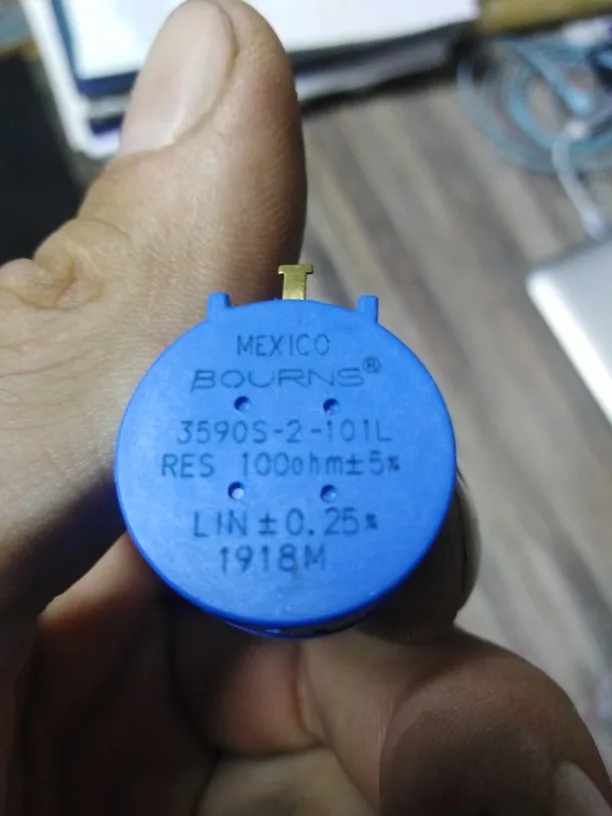 MEXICO
BOURNS®
3590S-2-101L
RES 100ohm±5%
LIN ±0.25%
1918M